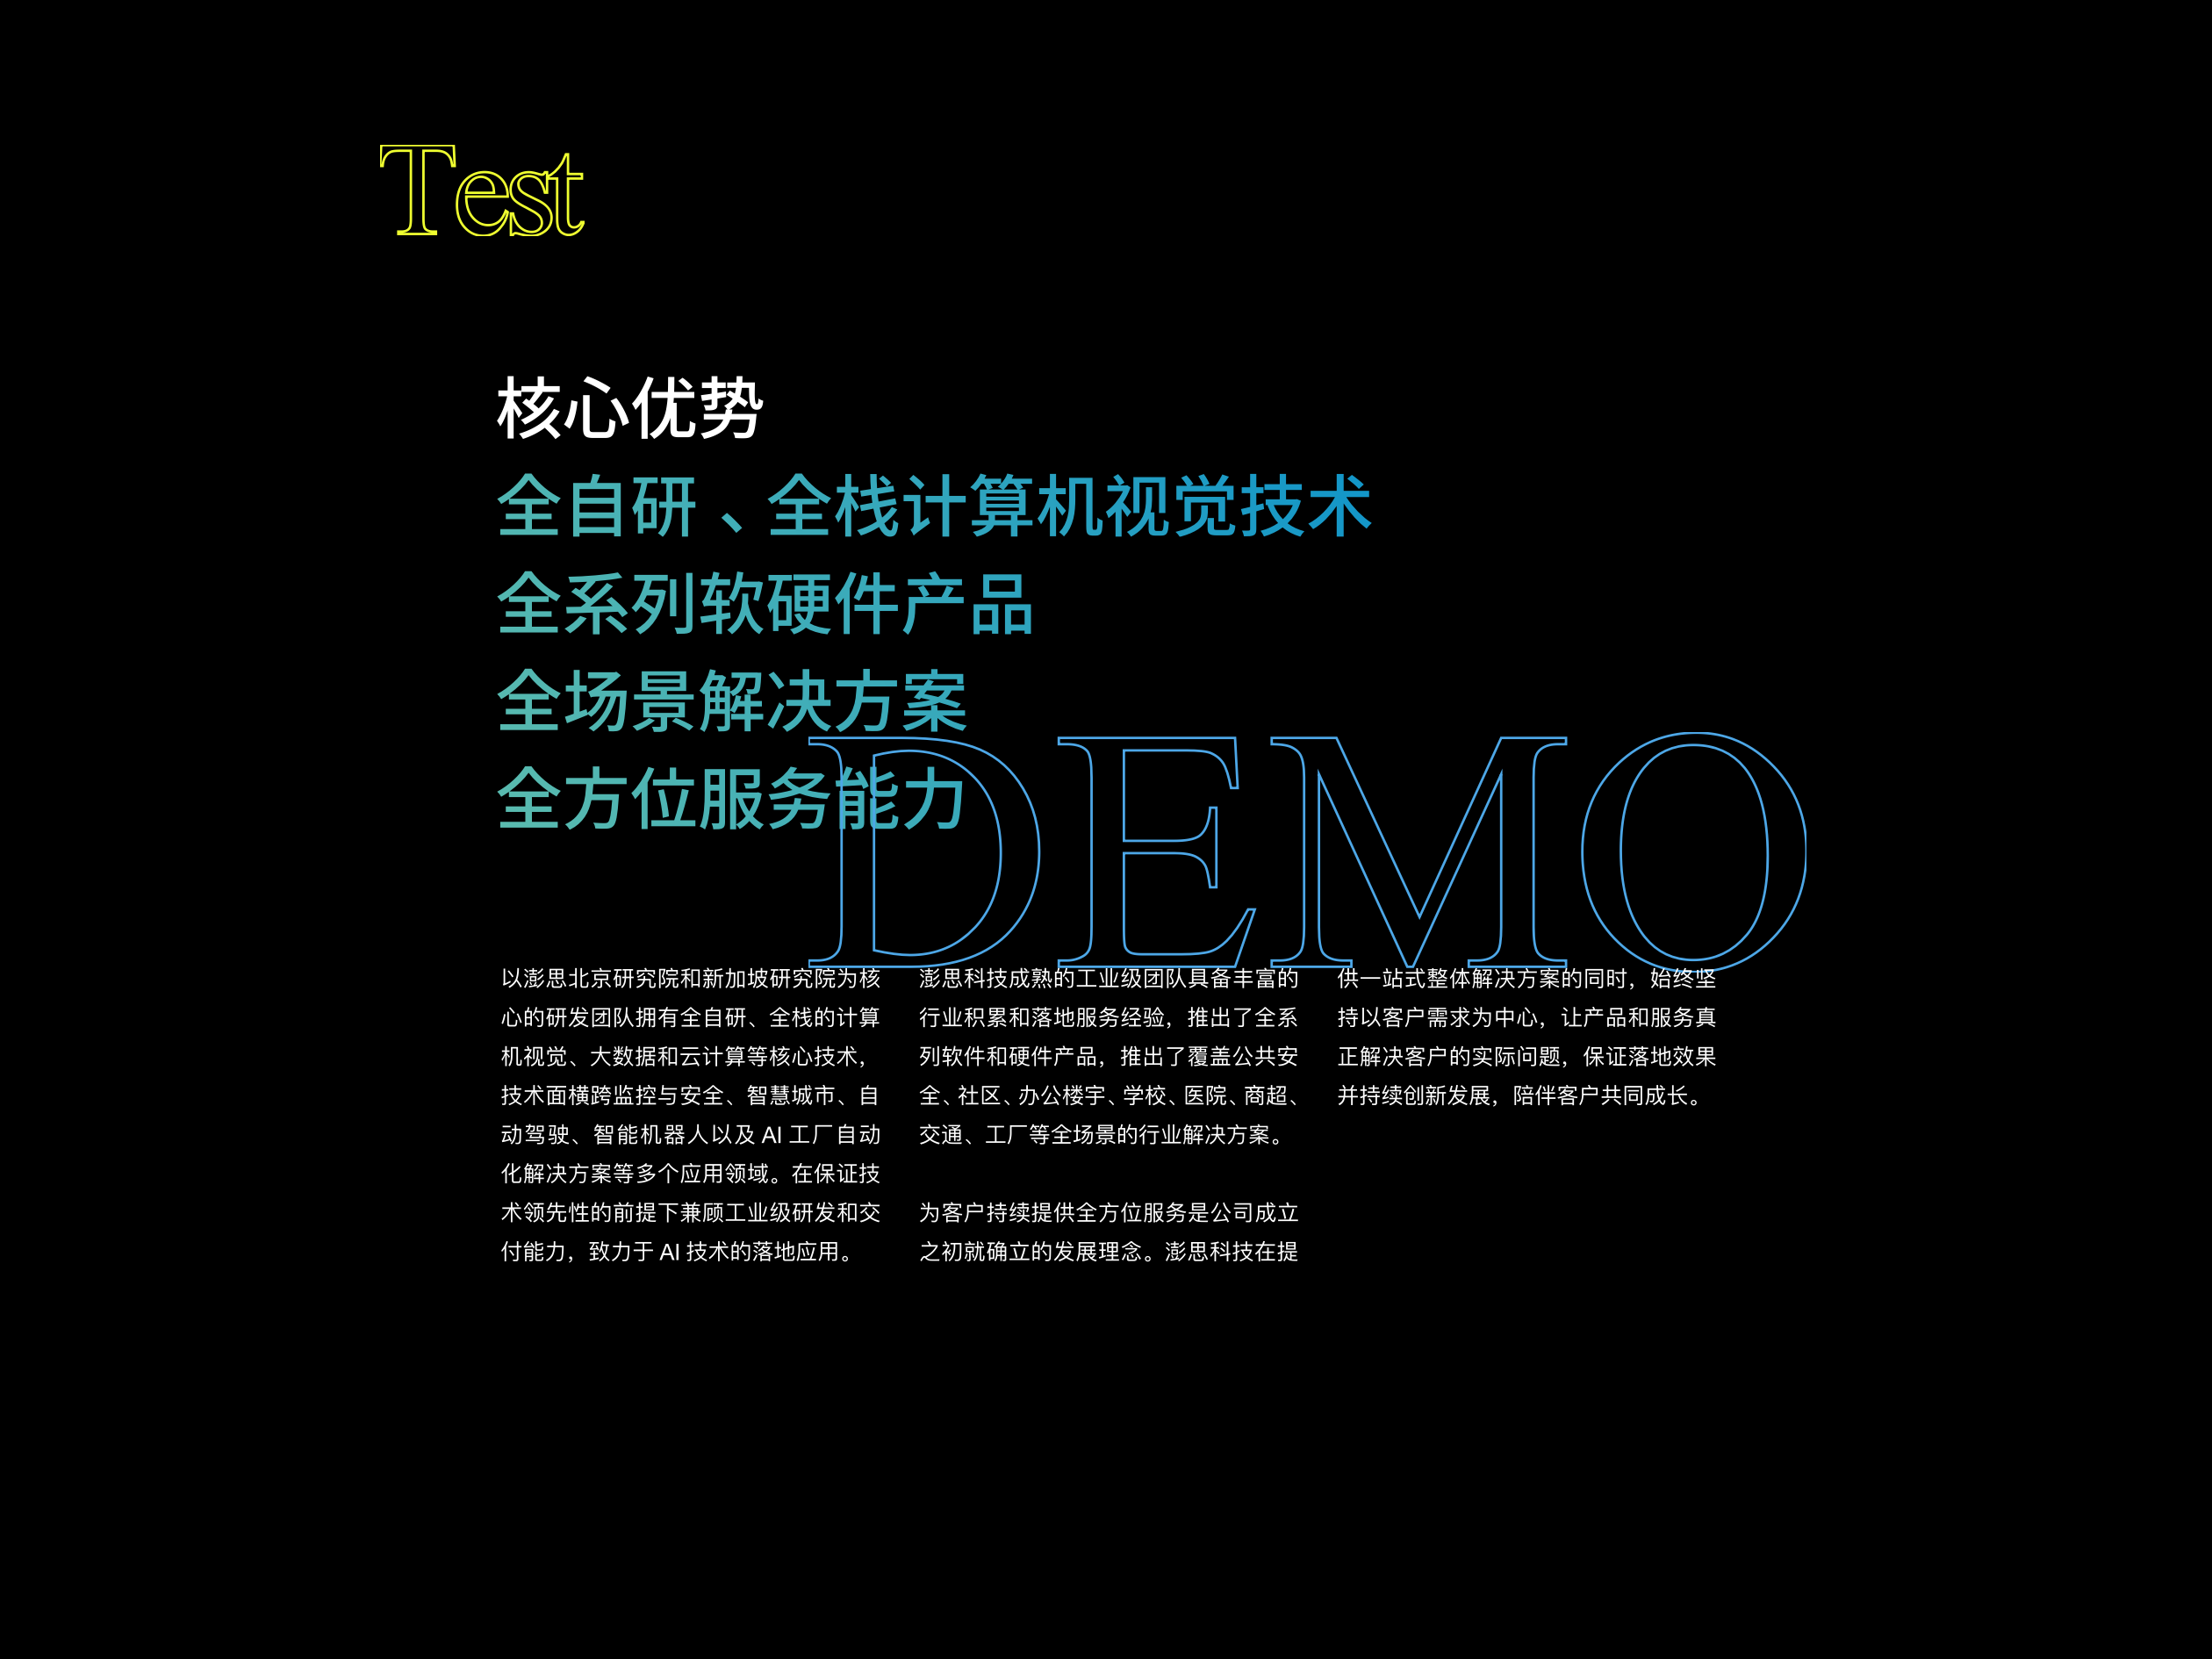 Test
核心优势
全自研、全栈计算机视觉技术
全系列软硬件产品
全场景解决方案
全方位服务能力
DEMO
以澎思北京研究院和新加坡研究院为核
心的研发团队拥有全自研、全栈的计算
机视觉、大数据和云计算等核心技术，
技术面横跨监控与安全、智慧城市、自
动驾驶、智能机器人以及 AI 工厂自动
化解决方案等多个应用领域。在保证技
术领先性的前提下兼顾工业级研发和交
付能力，致力于 AI 技术的落地应用。
澎思科技成熟的工业级团队具备丰富的
行业积累和落地服务经验，推出了全系
列软件和硬件产品，推出了覆盖公共安
全、社区、办公楼宇、学校、医院、商超、
交通、工厂等全场景的行业解决方案。
为客户持续提供全方位服务是公司成立
之初就确立的发展理念。澎思科技在提
供一站式整体解决方案的同时，始终坚
持以客户需求为中心，让产品和服务真
正解决客户的实际问题，保证落地效果
并持续创新发展，陪伴客户共同成长。